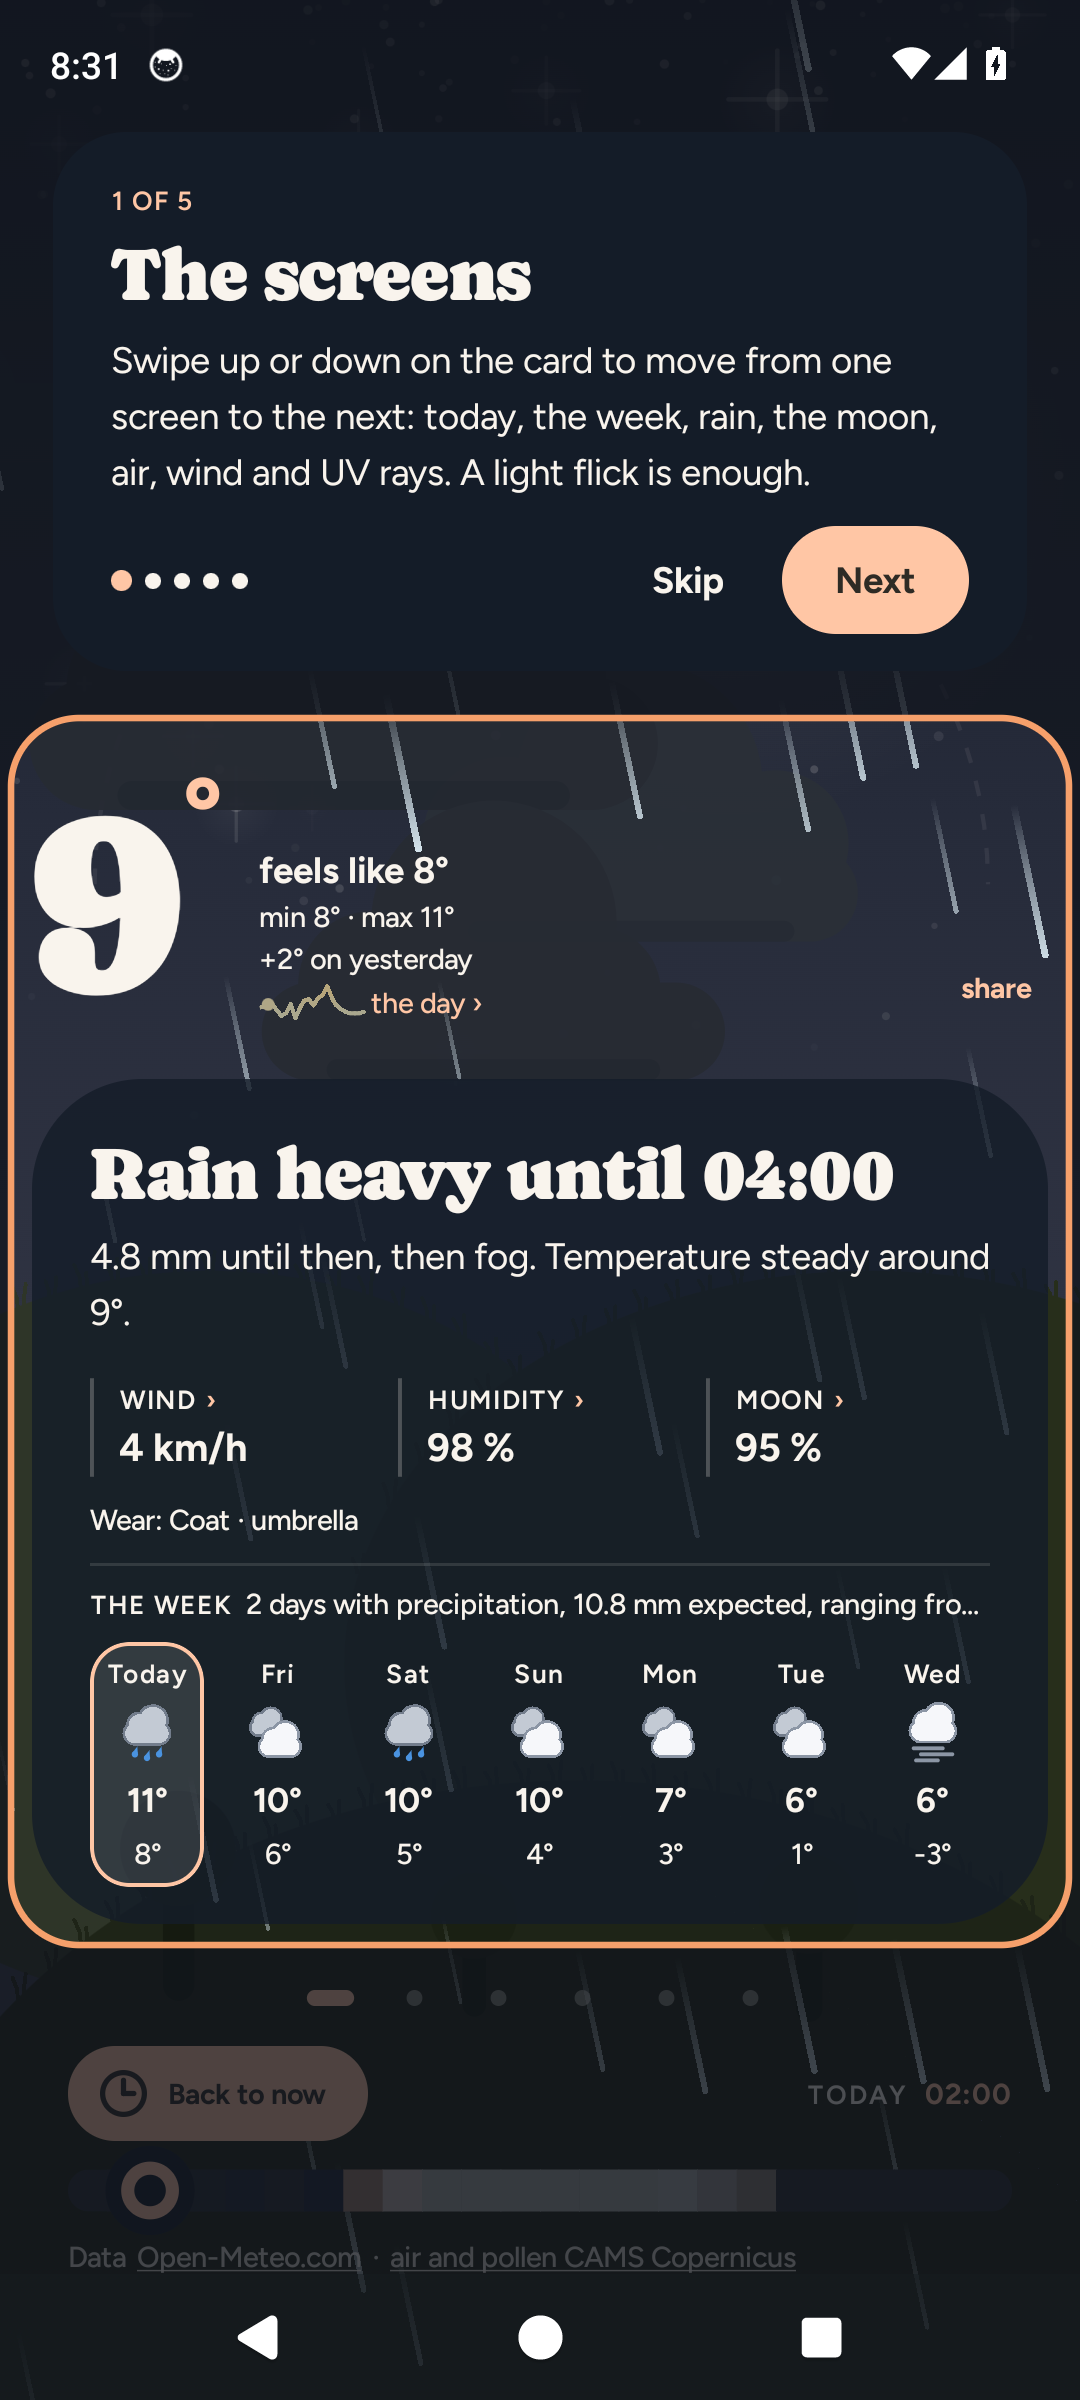 8:31
1 OF 5
The screens
Swipe up or down on the card to move from one
screen to the next: today, the week, rain, the moon,
air, wind and UV rays. A light flick is enough.
Skip
Next
9°
feels like 8°
min 8° · max 11°
+2° on yesterday
the day ›
share
Rain heavy until 04:00
4.8 mm until then, then fog. Temperature steady around
9°.
WIND ›
4 km/h
HUMIDITY ›
98 %
MOON ›
95 %
Wear: Coat · umbrella
THE WEEK 2 days with precipitation, 10.8 mm expected, ranging fro...
Today Fri Sat Sun Mon Tue Wed
11° 10° 10° 10° 7° 6° 6°
8° 6° 5° 4° 3° 1° -3°
Back to now
TODAY 02:00
Data Open-Meteo.com · air and pollen CAMS Copernicus